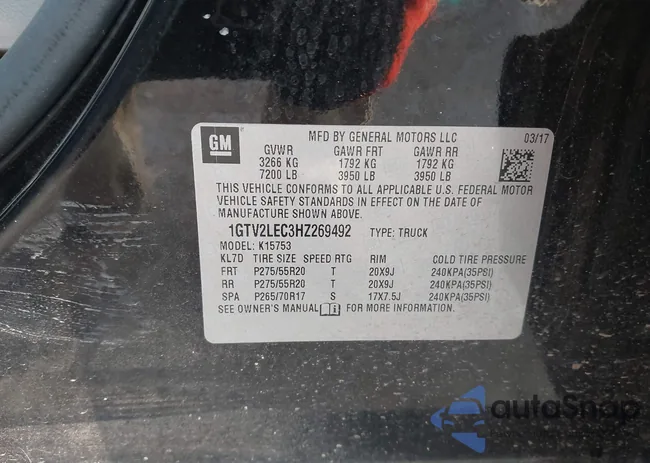 GM
MFD BY GENERAL MOTORS LLC 03/17
GVWR GAWR FRT GAWR RR
3266 KG 1792 KG 1792 KG
7200 LB 3950 LB 3950 LB
THIS VEHICLE CONFORMS TO ALL APPLICABLE U.S. FEDERAL MOTOR
VEHICLE SAFETY STANDARDS IN EFFECT ON THE DATE OF
MANUFACTURE SHOWN ABOVE.
1GTV2LEC3HZ269492 TYPE: TRUCK
MODEL: K15753
KL7D TIRE SIZE SPEED RTG RIM COLD TIRE PRESSURE
FRT P275/55R20 T 20X9J 240KPA(35PSI)
RR P275/55R20 T 20X9J 240KPA(35PSI)
SPA P265/70R17 S 17X7.5J 240KPA(35PSI)
SEE OWNER'S MANUAL FOR MORE INFORMATION.
autoSnap